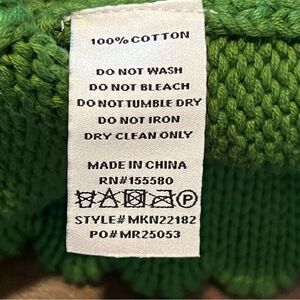 100% COTTON
DO NOT WASH
DO NOT BLEACH
DO NOT TUMBLE DRY
DO NOT IRON
DRY CLEAN ONLY
MADE IN CHINA
RN#155580
STYLE#MKN22182
PO#MR25053